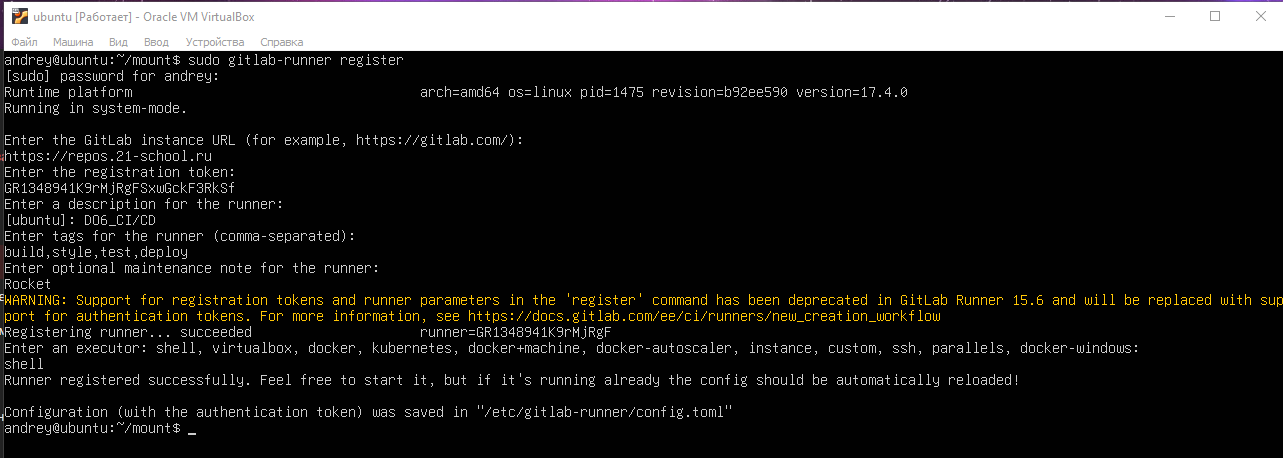 ubuntu [Работает] - Oracle VM VirtualBox
Файл Машина Вид Ввод Устройства Справка
andrey@ubuntu:~/mount$ sudo gitlab-runner register
[sudo] password for andrey:
Runtime platform arch=amd64 os=linux pid=1475 revision=b92ee590 version=17.4.0
Running in system-mode.
Enter the GitLab instance URL (for example, https://gitlab.com/):
https://repos.21-school.ru
Enter the registration token:
GR1348941K9rMjRgFSxwGckF3RkSf
Enter a description for the runner:
[ubuntu]: DO6_CI/CD
Enter tags for the runner (comma-separated):
build,style,test,deploy
Enter optional maintenance note for the runner:
Rocket
WARNING: Support for registration tokens and runner parameters in the 'register' command has been deprecated in GitLab Runner 15.6 and will be replaced with sup
port for authentication tokens. For more information, see https://docs.gitlab.com/ee/ci/runners/new_creation_workflow
Registering runner... succeeded runner=GR1348941K9rMjRgF
Enter an executor: shell, virtualbox, docker, kubernetes, docker+machine, docker-autoscaler, instance, custom, ssh, parallels, docker-windows:
shell
Runner registered successfully. Feel free to start it, but if it's running already the config should be automatically reloaded!
Configuration (with the authentication token) was saved in "/etc/gitlab-runner/config.toml"
andrey@ubuntu:~/mount$ _